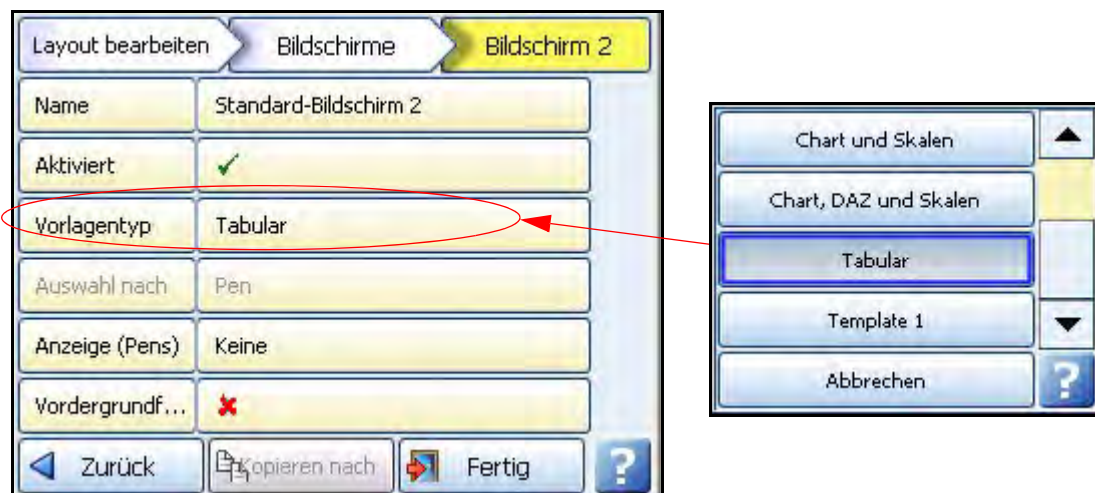 Layout bearbeiten Bildschirme Bildschirm 2
Name Standard-Bildschirm 2
Aktiviert
Vorlagentyp Tabular
Auswahl nach Pen
Anzeige (Pens) Keine
Vordergrundf...
Zurück Kopieren nach Fertig ?
Chart und Skalen
Chart, DAZ und Skalen
Tabular
Template 1
Abbrechen ?